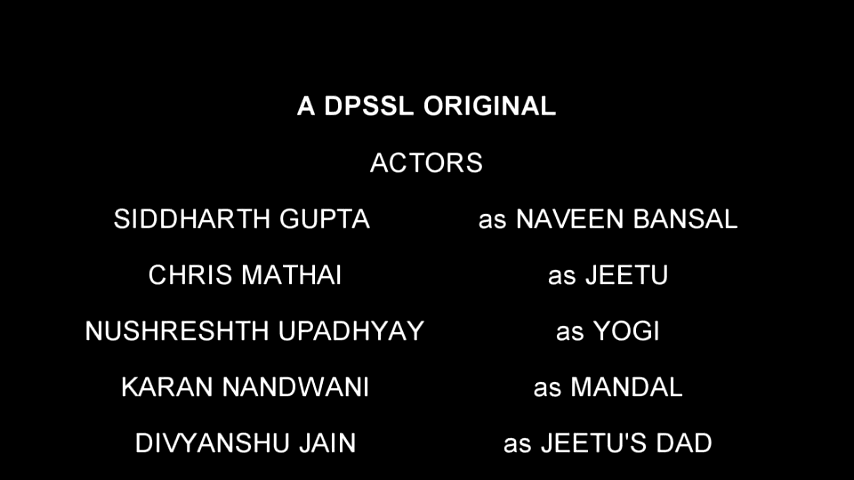 A DPSSL ORIGINAL
ACTORS
SIDDHARTH GUPTA as NAVEEN BANSAL
CHRIS MATHAI as JEETU
NUSHRESHTH UPADHYAY as YOGI
KARAN NANDWANI as MANDAL
DIVYANSHU JAIN as JEETU'S DAD